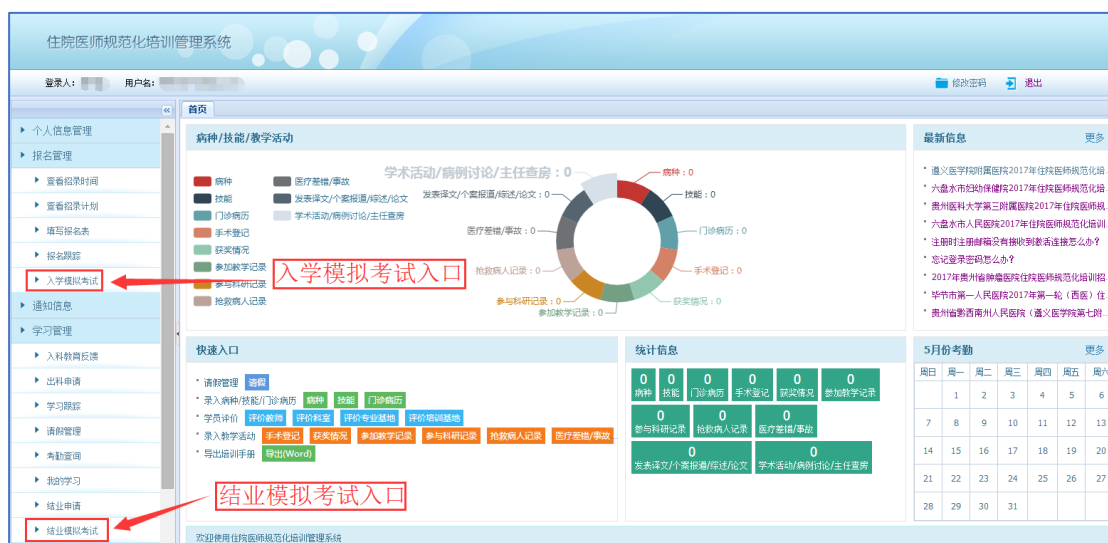 住院医师规范化培训管理系统
登录人： 用户名： 修改密码 退出
首页
个人信息管理
报名管理
查看招录时间
查看招录计划
填写报名表
报名跟踪
入学模拟考试
通知信息
学习管理
入科教育反馈
出科申请
学习跟踪
请假管理
考勤查询
我的学习
结业申请
结业模拟考试
病种/技能/教学活动
病种
技能
门诊病历
手术登记
获奖情况
参加教学记录
参与科研记录
抢救病人记录
医疗差错/事故
发表译文/个案报道/综述/论文
学术活动/病例讨论/主任查房
学术活动/病例讨论/主任查房：0
病种：0
发表译文/个案报道/综述/论文：0
技能：0
医疗差错/事故：0
门诊病历：0
抢救病人记录：0
手术登记：0
参与科研记录：0
获奖情况：0
参加教学记录：0
入学模拟考试入口
最新信息 更多
遵义医学院附属医院2017年住院医师规范化培..
六盘水市妇幼保健院2017年住院医师规范化培..
贵州医科大学第三附属医院2017年住院医师规..
六盘水市人民医院2017年住院医师规范化培训..
注册时注册邮箱没有接收到激活连接怎么办?
忘记登录密码怎么办?
2017年贵州省肿瘤医院住院医师规范化培训招..
毕节市第一人民医院2017年第一轮（西医）住..
贵州省黔西南州人民医院（遵义医学院第七附..
快速入口
请假管理 请假
录入病种/技能/门诊病历 病种 技能 门诊病历
学员评价 评价教师 评价科室 评价专业基地 评价培训基地
录入教学活动 手术登记 获奖情况 参加教学记录 参与科研记录 抢救病人记录 医疗差错/事故
导出培训手册 导出(Word)
结业模拟考试入口
统计信息
0 0 0 0 0 0
病种 技能 门诊病历 手术登记 获奖情况 参加教学记录
0 0 0
参与科研记录 抢救病人记录 医疗差错/事故
0 0
发表译文/个案报道/综述/论文 学术活动/病例讨论/主任查房
5月份考勤 更多
周日 周一 周二 周三 周四 周五 周六
1 2 3 4 5 6
7 8 9 10 11 12 13
14 15 16 17 18 19 20
21 22 23 24 25 26 27
28 29 30 31
欢迎使用住院医师规范化培训管理系统